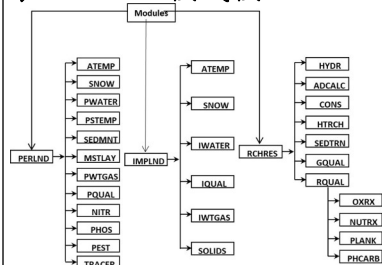 Modules
ATEMP
SNOW
PWATER
PSTEMP
SEDMNT
PERLND
MSTLAY
PWTGAS
PQUAL
NITR
PHOS
PEST
TRACER
ATEMP
SNOW
IWATER
IMPLND
IQUAL
IWTGAS
SOLIDS
HYDR
ADCALC
CONS
HTRCH
RCHRES
SEDTRN
GQUAL
RQUAL
OXRX
NUTRX
PLANK
PHCARB